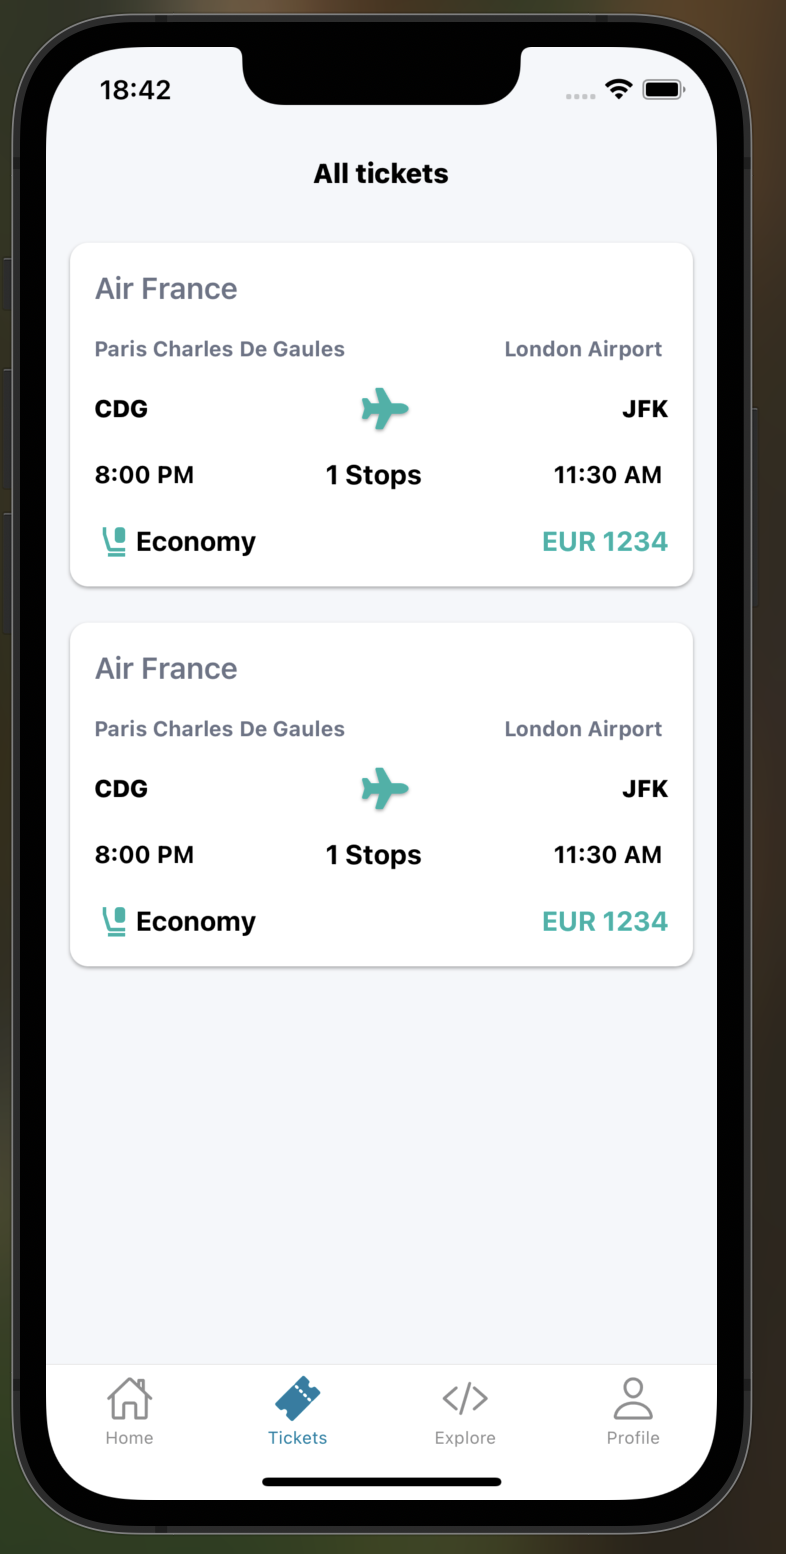 18:42
All tickets
Air France
Paris Charles De Gaules London Airport
CDG JFK
8:00 PM 1 Stops 11:30 AM
Economy EUR 1234
Air France
Paris Charles De Gaules London Airport
CDG JFK
8:00 PM 1 Stops 11:30 AM
Economy EUR 1234
Home Tickets Explore Profile